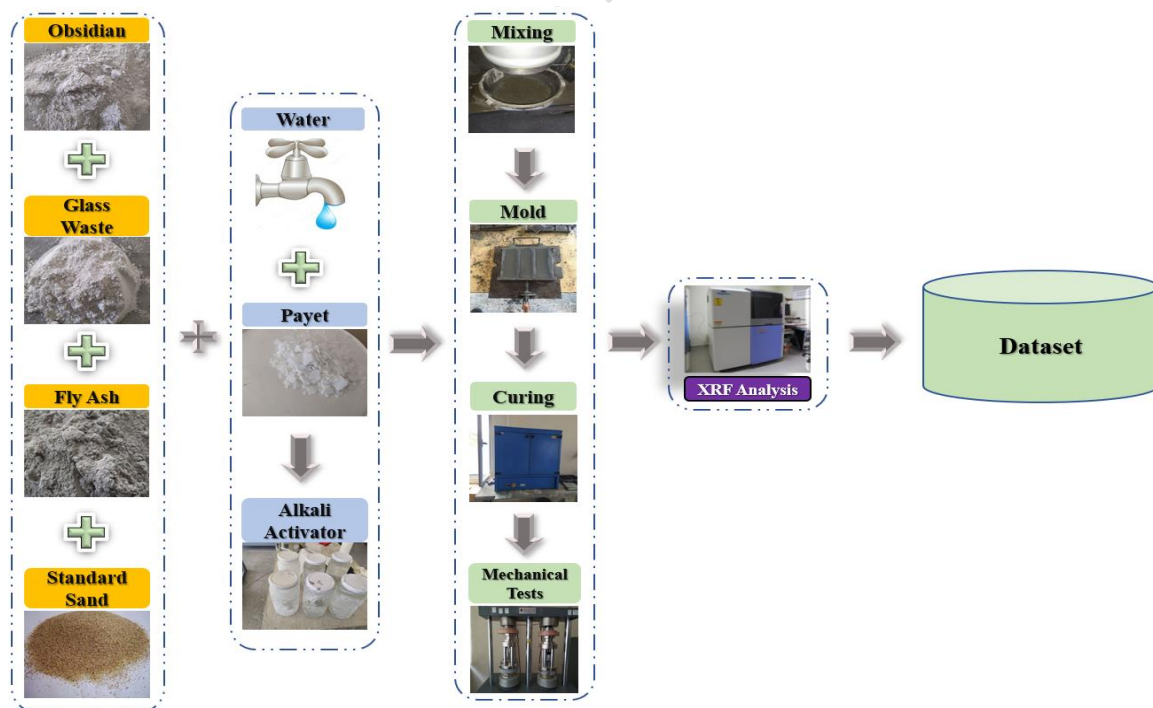 Obsidian
Glass
Waste
Fly Ash
Standard
Sand
Water
Payet
Alkali
Activator
Mixing
Mold
Curing
Mechanical
Tests
XRF Analysis
Dataset